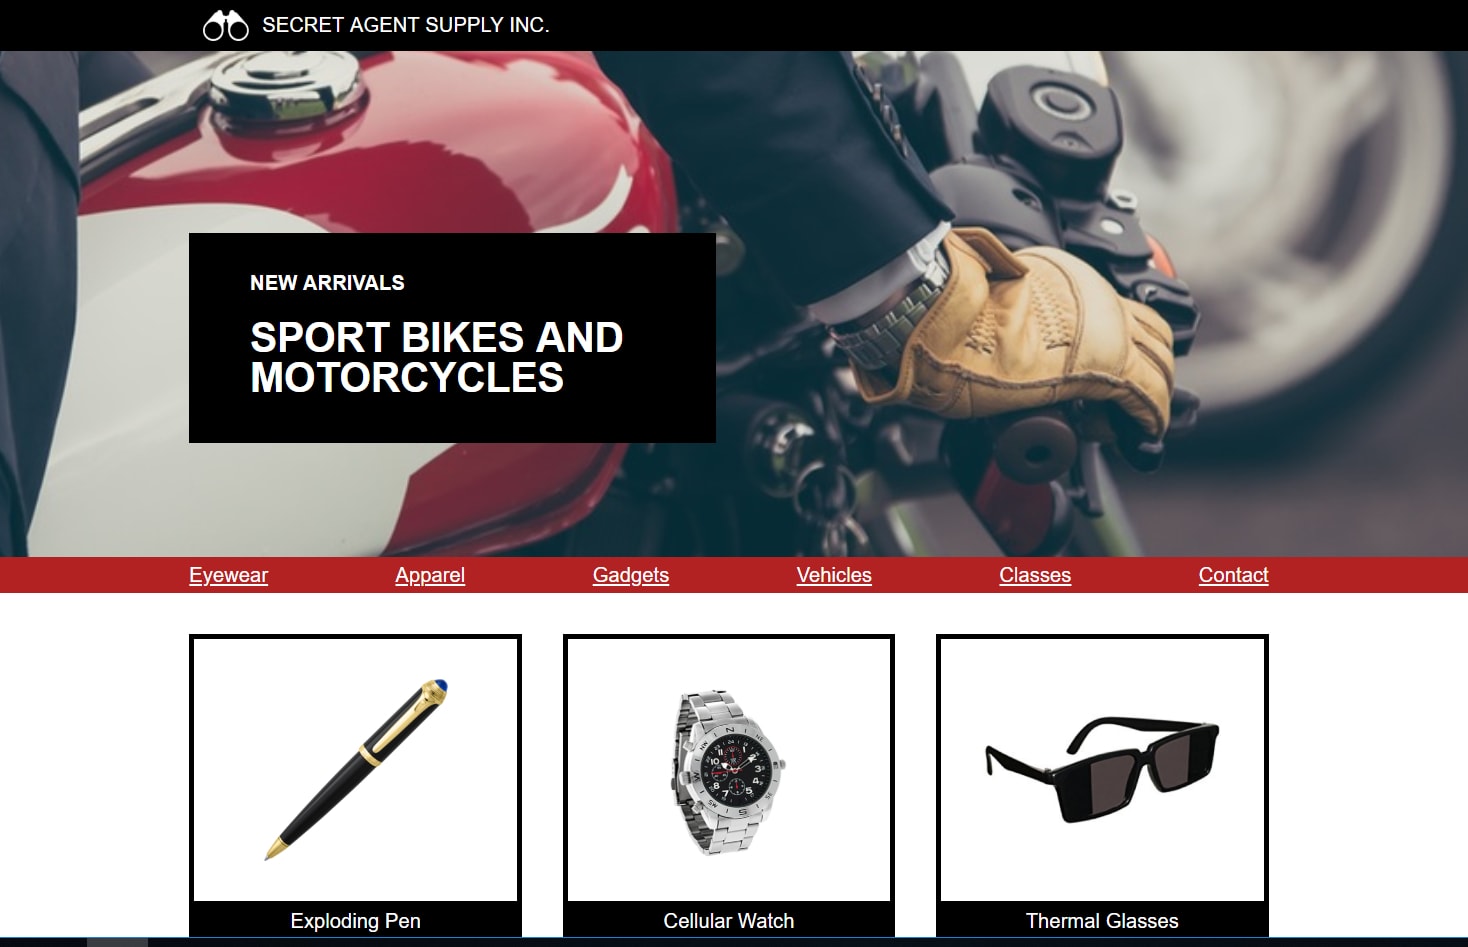 SECRET AGENT SUPPLY INC.
NEW ARRIVALS
SPORT BIKES AND
MOTORCYCLES
Eyewear Apparel Gadgets Vehicles Classes Contact
Exploding Pen Cellular Watch Thermal Glasses